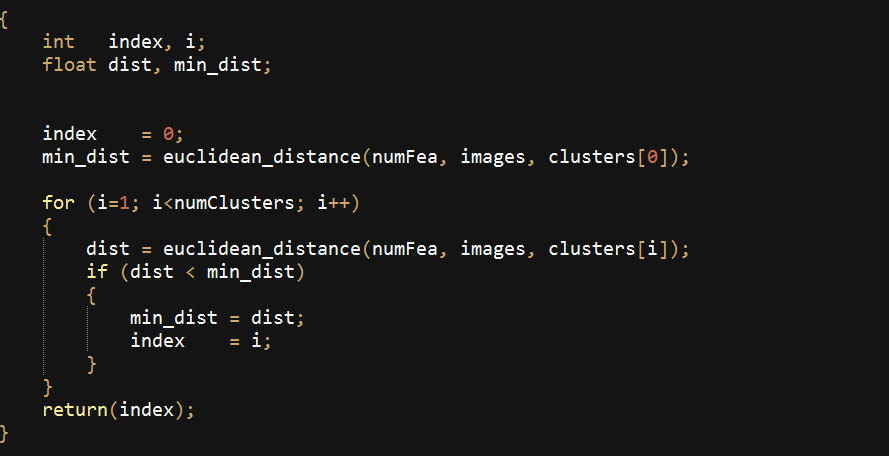 {
    int   index, i;
    float dist, min_dist;
    index    = 0;
    min_dist = euclidean_distance(numFea, images, clusters[0]);
    for (i=1; i<numClusters; i++)
    {
        dist = euclidean_distance(numFea, images, clusters[i]);
        if (dist < min_dist)
        {
            min_dist = dist;
            index    = i;
        }
    }
    return(index);
}